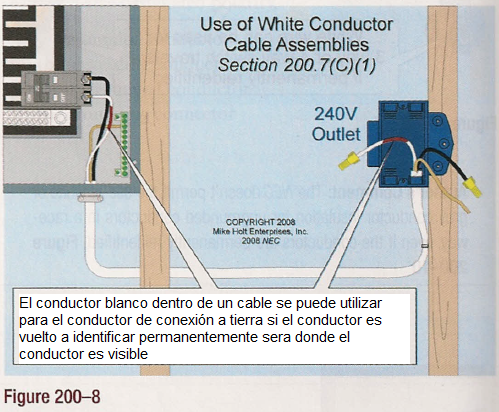 Use of White Conductor
Cable Assemblies
Section 200.7(C)(1)
240V
Outlet
COPYRIGHT 2008
Mike Holt Enterprises, Inc.
2008 NEC
El conductor blanco dentro de un cable se puede utilizar
para el conductor de conexión a tierra si el conductor es
vuelto a identificar permanentemente sera donde el
conductor es visible
Figure 200–8